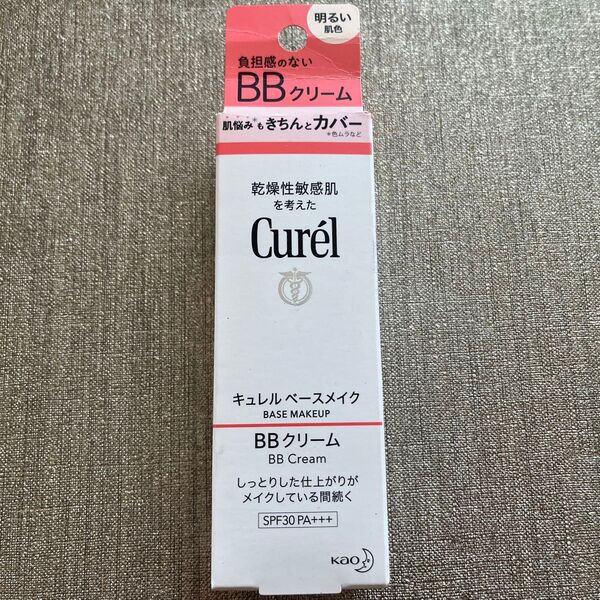 明るい
肌色
負担感のない
BBクリーム
肌悩み*もきちんとカバー
*色ムラなど
乾燥性敏感肌
を考えた
Curél
キュレル ベースメイク
BASE MAKEUP
BBクリーム
BB Cream
しっとりした仕上がりが
メイクしている間続く
SPF30 PA+++
Kao